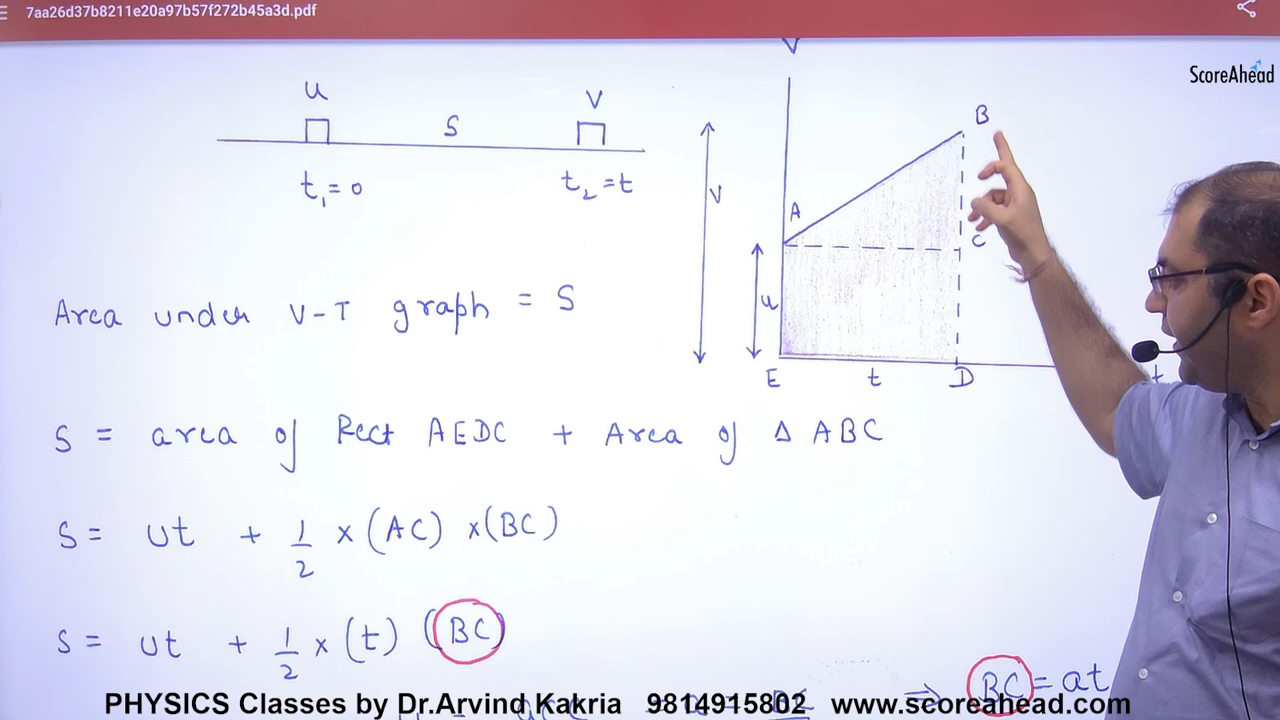 7aa26d37b8211e20a97b57f272b45a3d.pdf
ScoreAhead
V
u
S
V
t₁ = 0
t₂ = t
V
u
A
B
C
E
t
D
t
Area under V-T graph = S
S = area of Rect AEDC + Area of Δ ABC
S = ut + 1/2 × (AC) × (BC)
S = ut + 1/2 × (t) (BC)
⇒ BC = at
PHYSICS Classes by Dr.Arvind Kakria 9814915802 www.scoreahead.com